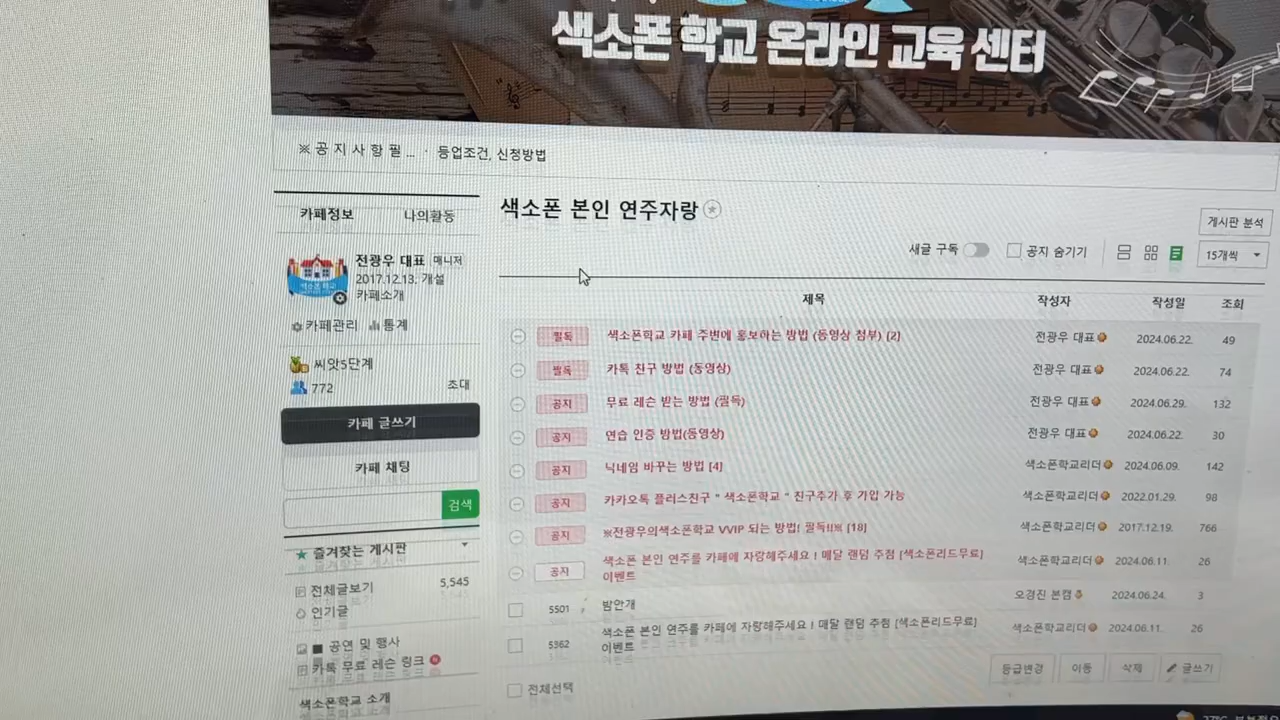 색소폰 학교 온라인 교육 센터
※ 공 지 사 항 필 ... · 등업조건, 신청방법
카페정보 나의활동
전광우 대표 매니저
2017.12.13. 개설
카페소개
카페관리 통계
씨앗5단계
772 초대
카페 글쓰기
카페 채팅
검색
즐겨찾는 게시판
전체글보기 5,545
인기글
공연 및 행사
카톡 무료 레슨 링크
색소폰학교 소개
색소폰 본인 연주자랑
게시판 분석
새글 구독 공지 숨기기 15개씩
제목 작성자 작성일 조회
필독 색소폰학교 카페 주변에 홍보하는 방법 (동영상 첨부) [2] 전광우 대표 2024.06.22. 49
필독 카톡 친구 방법 (동영상) 전광우 대표 2024.06.22. 74
공지 무료 레슨 받는 방법 (필독) 전광우 대표 2024.06.29. 132
공지 연습 인증 방법(동영상) 전광우 대표 2024.06.22. 30
공지 닉네임 바꾸는 방법 [4] 색소폰학교리더 2024.06.09. 142
공지 카카오톡 플러스친구 " 색소폰학교 " 친구추가 후 가입 가능 색소폰학교리더 2022.01.29. 98
공지 ※전광우의색소폰학교 VVIP 되는 방법! 필독!!※ [18] 색소폰학교리더 2017.12.19. 766
공지 색소폰 본인 연주를 카페에 자랑해주세요 ! 매달 랜덤 추첨 [색소폰리드무료] 색소폰학교리더 2024.06.11. 26
이벤트
5501 밤안개 오경진 본캠 2024.06.24. 3
5362 색소폰 본인 연주를 카페에 자랑해주세요 ! 매달 랜덤 추첨 [색소폰리드무료] 색소폰학교리더 2024.06.11. 26
이벤트
전체선택 등급변경 이동 삭제 글쓰기